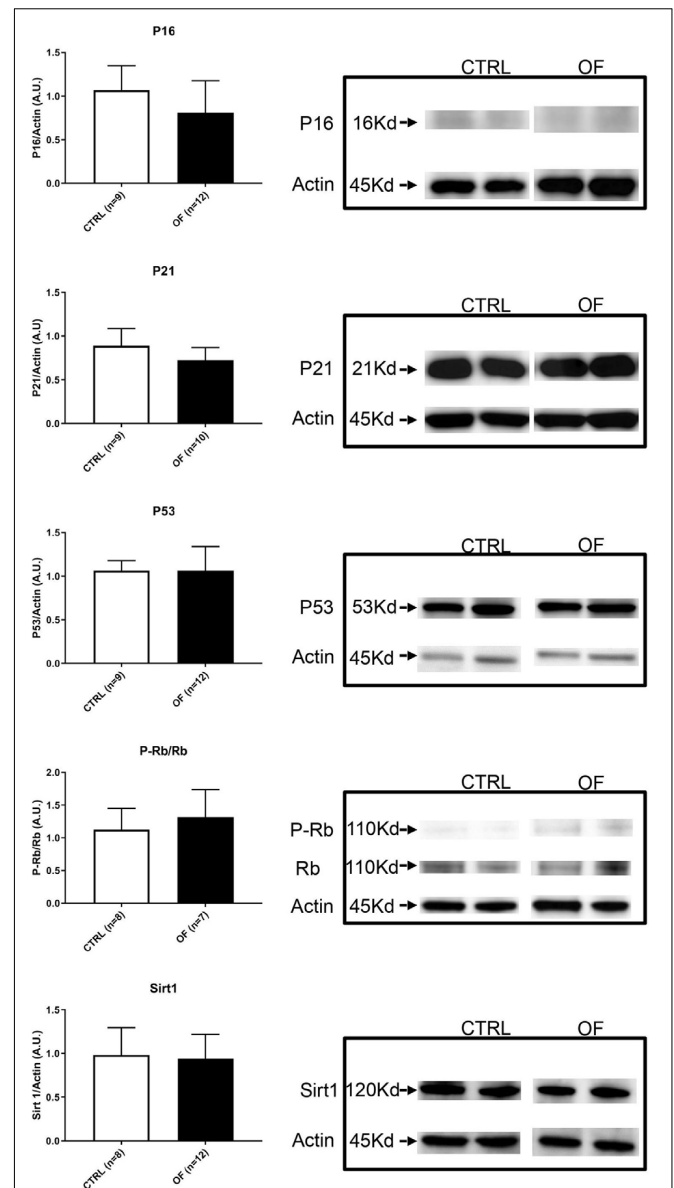 P16
1.5
1.0
0.5
0.0
P16/Actin (A.U.)
CTRL (n=9)
OF (n=12)
CTRL OF
P16 16Kd
Actin 45Kd
P21
1.5
1.0
0.5
0.0
P21/Actin (A.U)
CTRL (n=9)
OF (n=10)
CTRL OF
P21 21Kd
Actin 45Kd
P53
1.5
1.0
0.5
0.0
P53/Actin (A.U.)
CTRL (n=9)
OF (n=12)
CTRL OF
P53 53Kd
Actin 45Kd
P-Rb/Rb
2.0
1.5
1.0
0.5
0.0
P-Rb/Rb (A.U.)
CTRL (n=8)
OF (n=7)
CTRL OF
P-Rb 110Kd
Rb 110Kd
Actin 45Kd
Sirt1
1.5
1.0
0.5
0.0
Sirt 1/Actin (A.U.)
CTRL (n=8)
OF (n=12)
CTRL OF
Sirt1 120Kd
Actin 45Kd